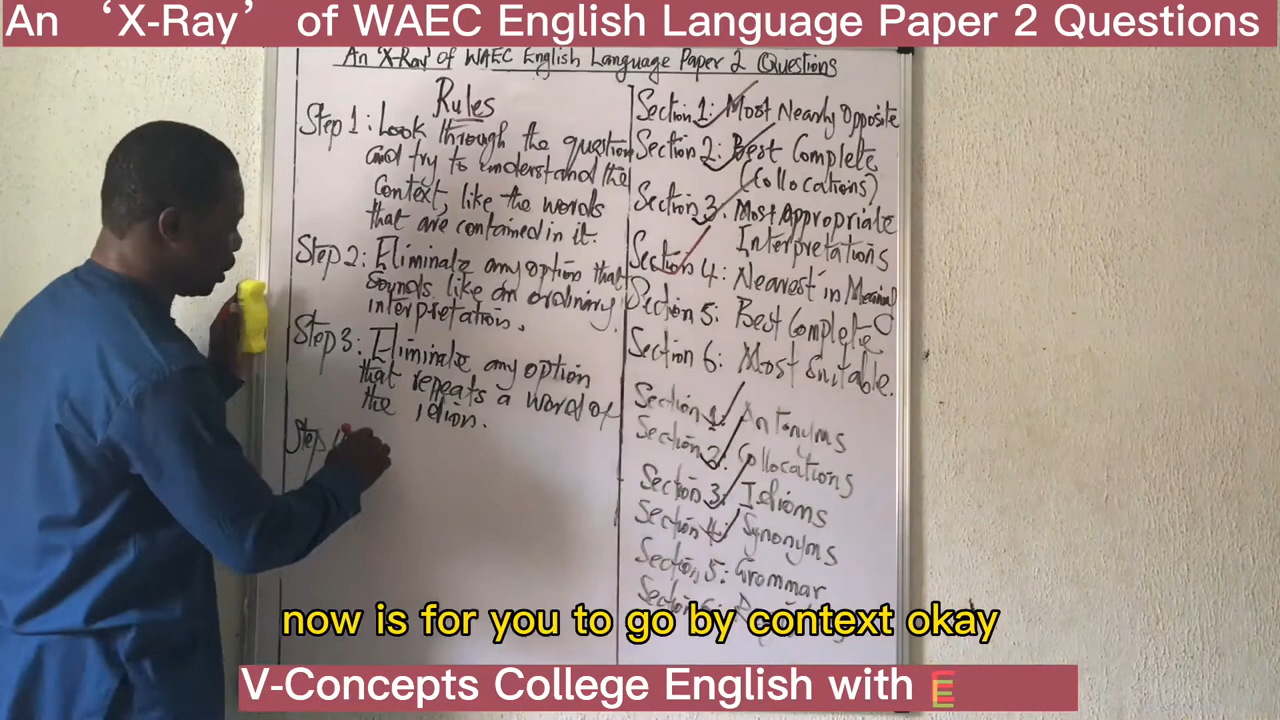 An ‘X-Ray’ of WAEC English Language Paper 2 Questions
An 'X-Ray' of WAEC English Language Paper 2 Questions
Rules
Step 1: Look through the question
and try to understand the
context, like the words
that are contained in it.
Step 2: Eliminate any option that
sounds like an ordinary
interpretation.
Step 3: Eliminate any option
that repeats a word of
the idiom.
Step
Section 1: Most Nearly Opposite
Section 2: Best Complete
(Collocations)
Section 3: Most Appropriate
Interpretations
Section 4: Nearest in Meaning
Section 5: Best Complete
Section 6: Most Suitable.
Section 1: Antonyms
Section 2: Collocations
Section 3: Idioms
Section 4: Synonyms
Section 5: Grammar
now is for you to go by context okay
V-Concepts College English with E